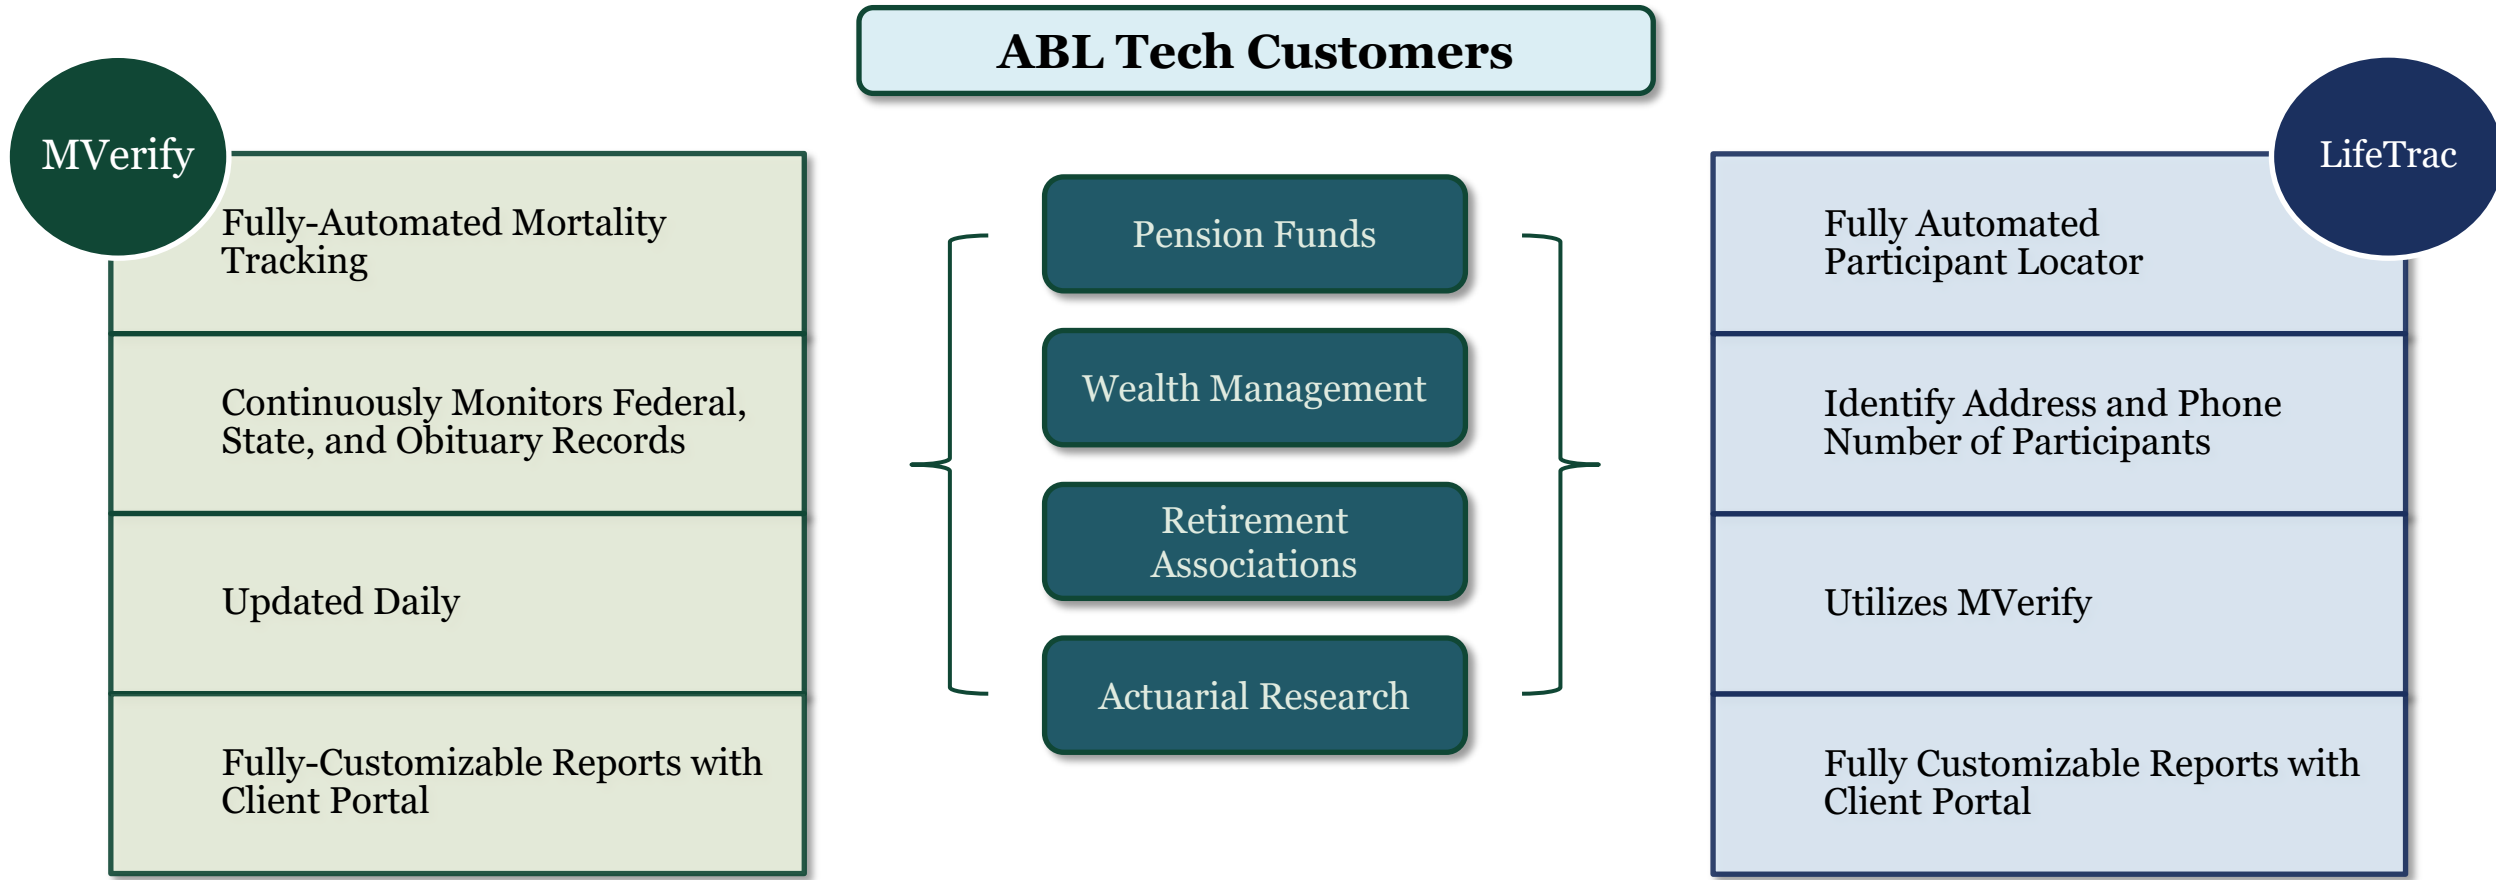 ABL Tech Customers
MVerify
Fully-Automated Mortality
Tracking
Continuously Monitors Federal,
State, and Obituary Records
Updated Daily
Fully-Customizable Reports with
Client Portal
Pension Funds
Wealth Management
Retirement
Associations
Actuarial Research
LifeTrac
Fully Automated
Participant Locator
Identify Address and Phone
Number of Participants
Utilizes MVerify
Fully Customizable Reports with
Client Portal